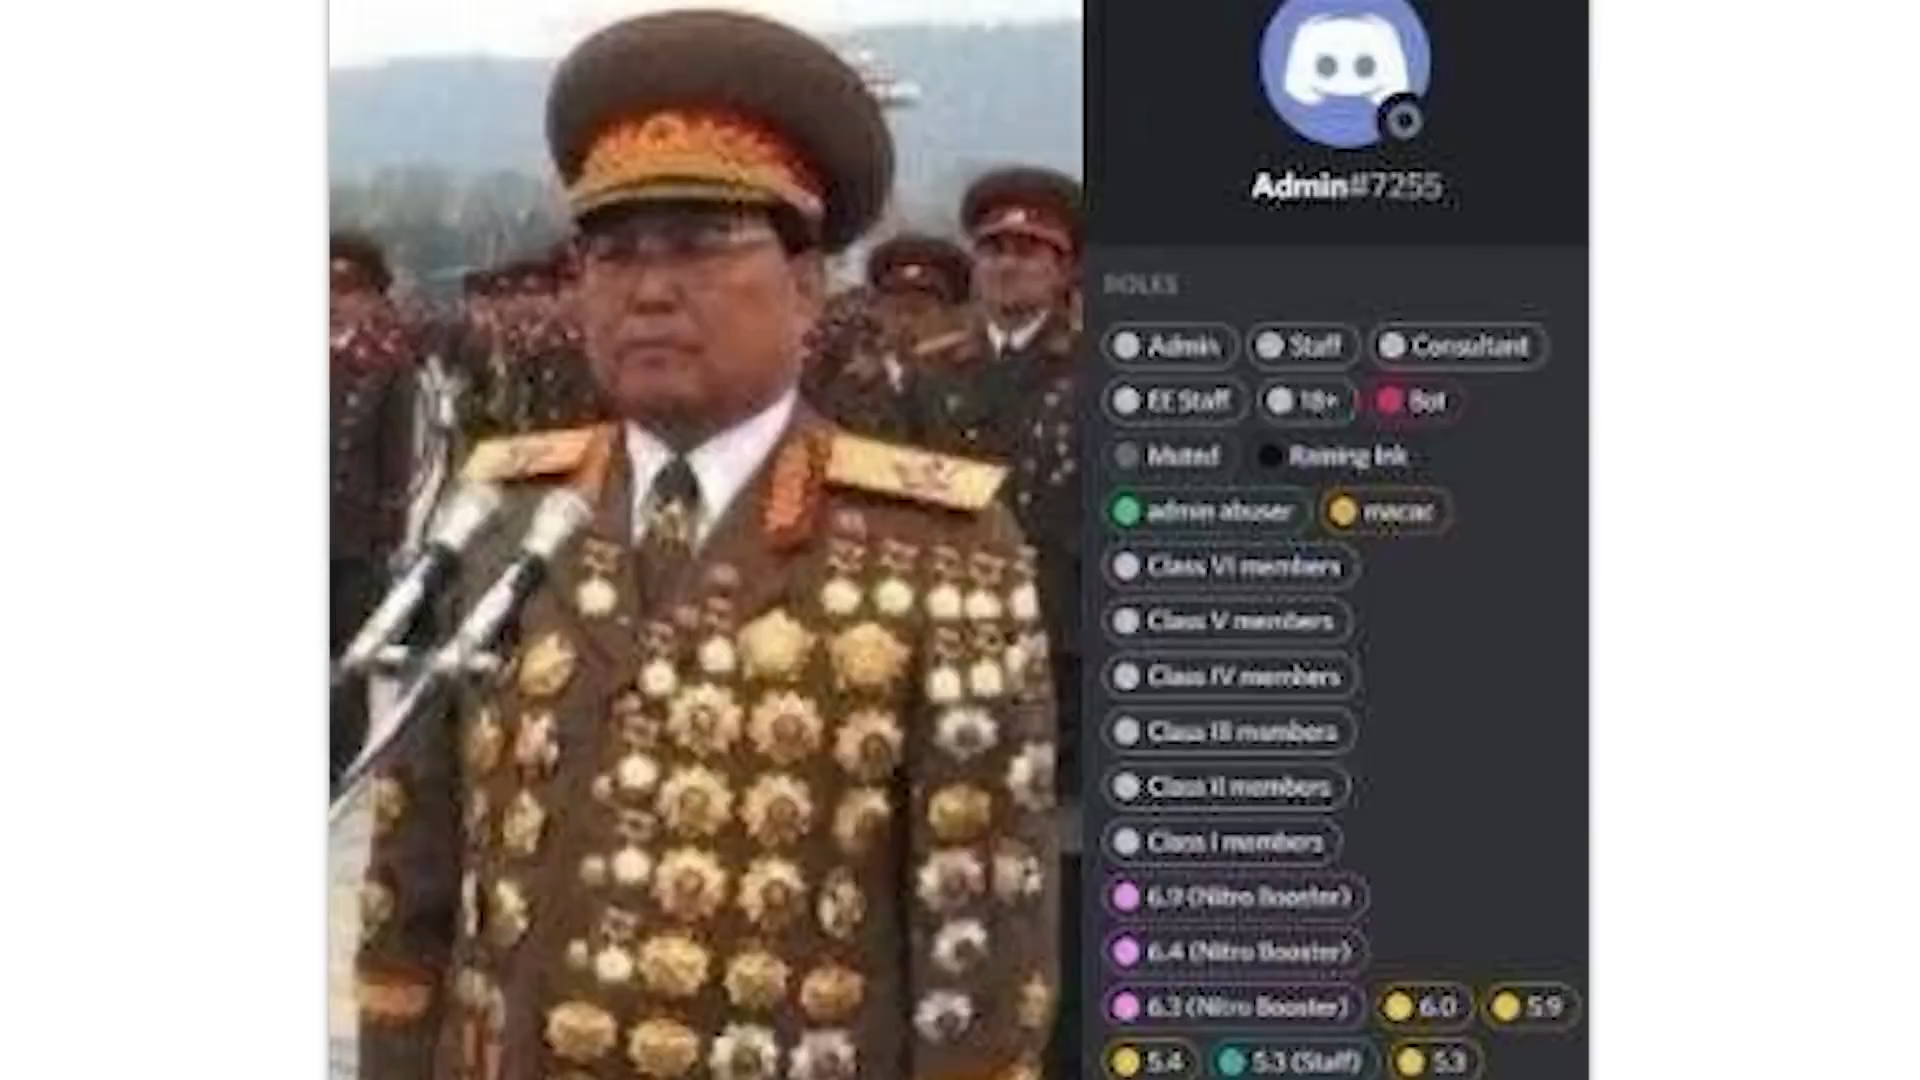 Admin#7255
ROLES
Admin Staff Consultant
EE Staff 18+ Bot
Muted Raining Ink
admin abuser macac
Class VI members
Class V members
Class IV members
Class III members
Class II members
Class I members
6.9 (Nitro Booster)
6.4 (Nitro Booster)
6.3 (Nitro Booster) 6.0 5.9
5.4 5.3 (Staff) 5.3